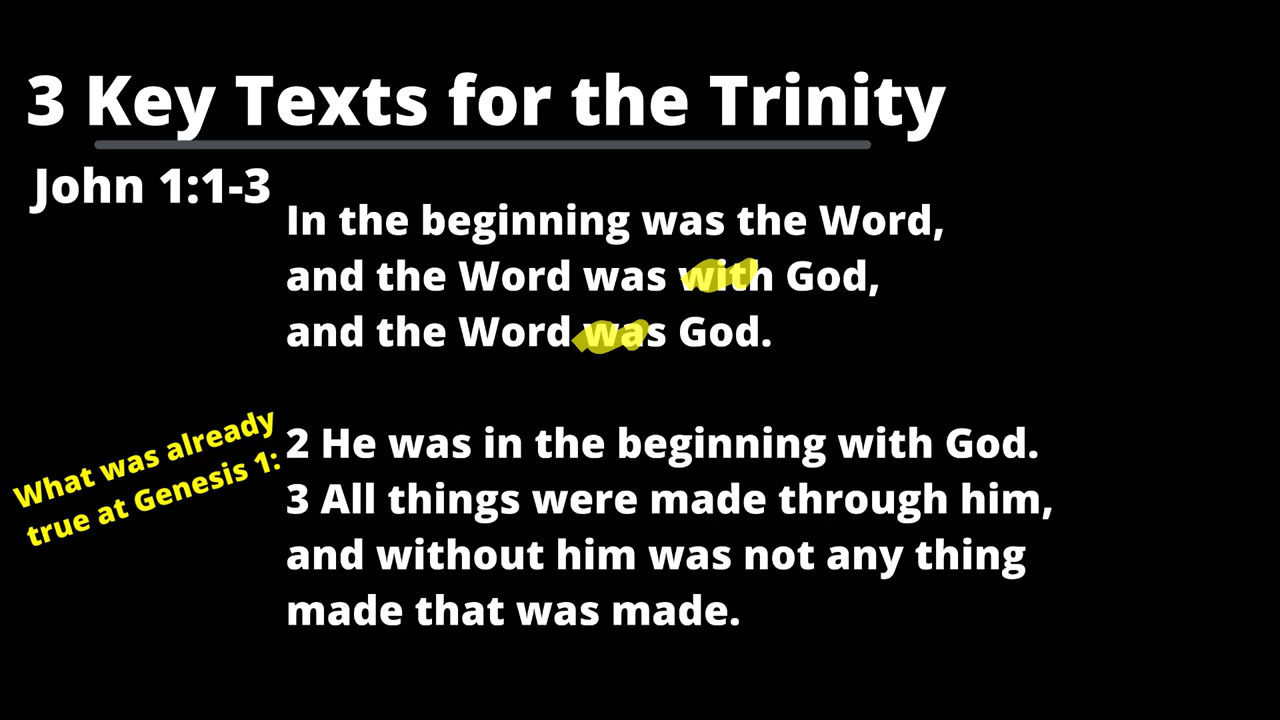 3 Key Texts for the Trinity
John 1:1-3
In the beginning was the Word,
and the Word was with God,
and the Word was God.
What was already
true at Genesis 1:
2 He was in the beginning with God.
3 All things were made through him,
and without him was not any thing
made that was made.